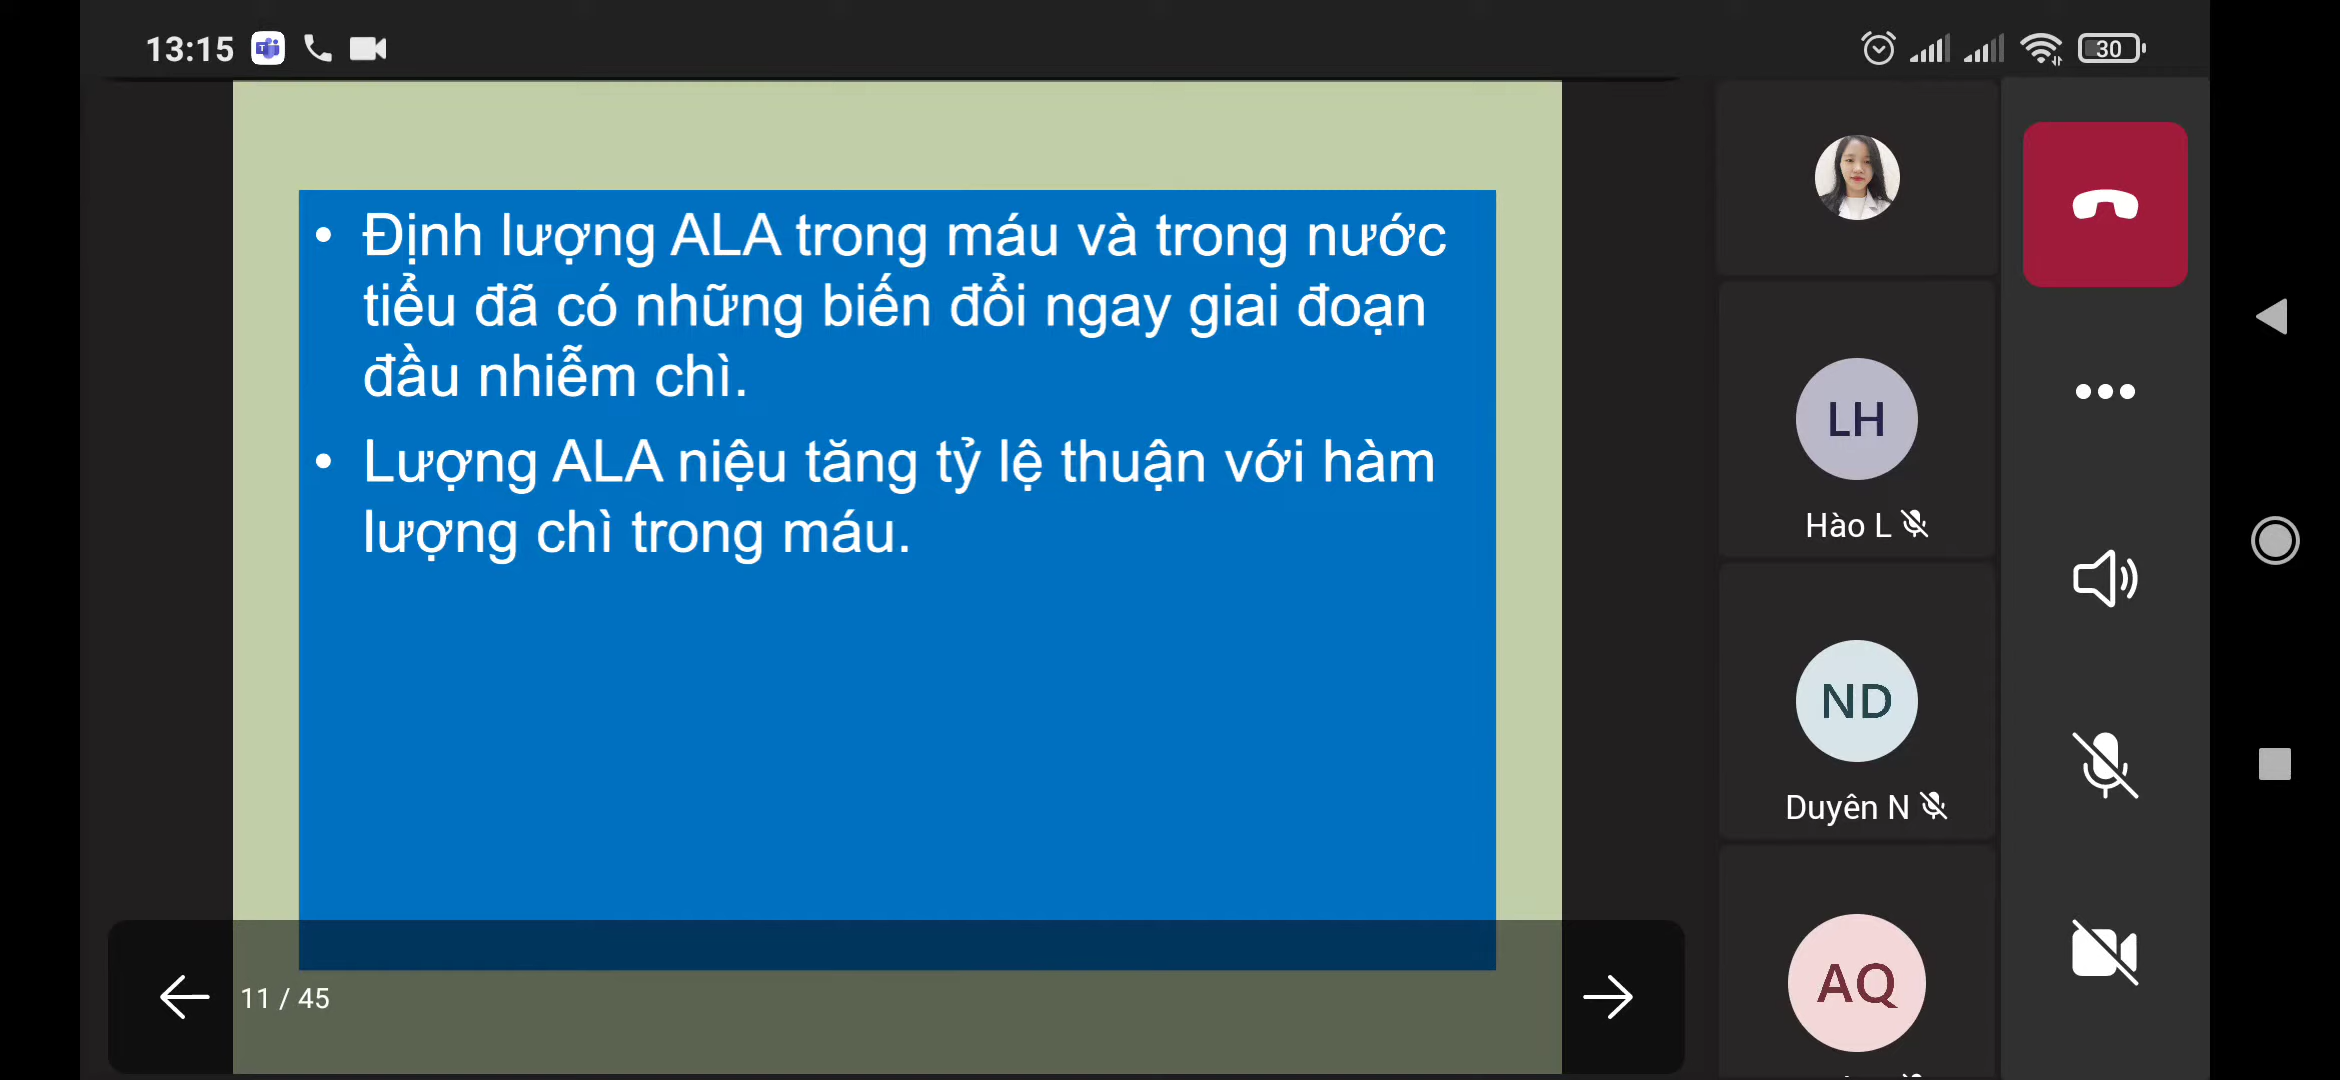 13:15
30
• Định lượng ALA trong máu và trong nước
tiểu đã có những biến đổi ngay giai đoạn
đầu nhiễm chì.
• Lượng ALA niệu tăng tỷ lệ thuận với hàm
lượng chì trong máu.
11 / 45
LH
Hào L
ND
Duyên N
AQ